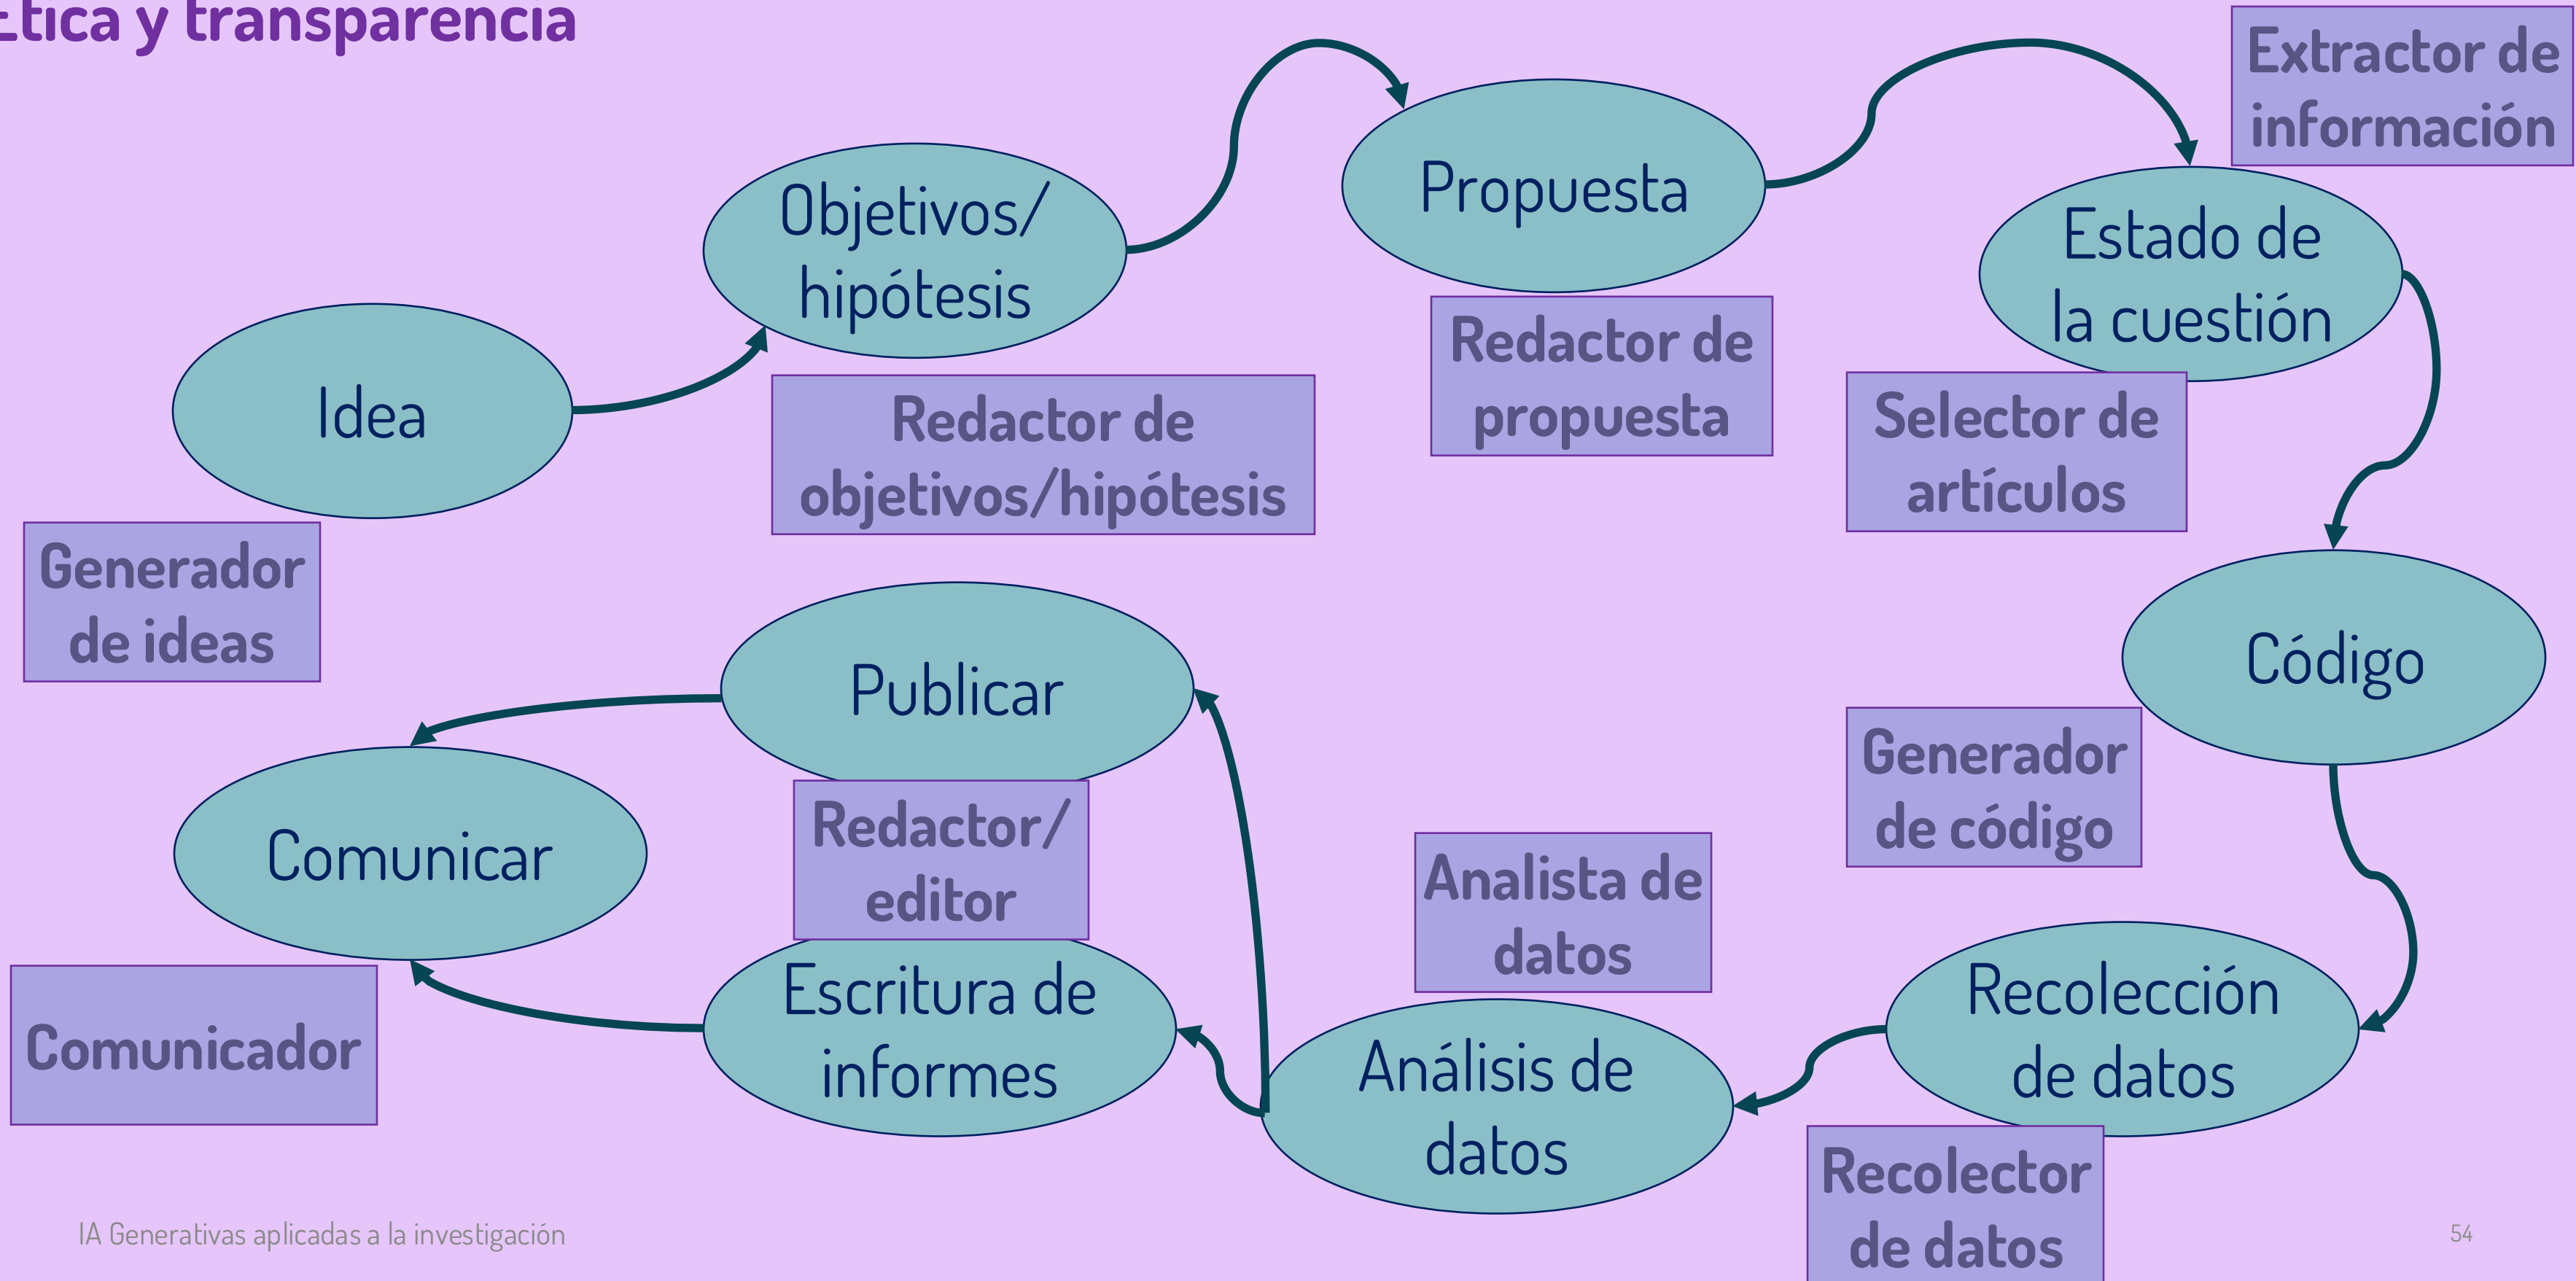 Ética y transparencia
Idea
Generador
de ideas
Objetivos/
hipótesis
Redactor de
objetivos/hipótesis
Propuesta
Redactor de
propuesta
Extractor de
información
Estado de
la cuestión
Selector de
artículos
Código
Generador
de código
Recolección
de datos
Recolector
de datos
Análisis de
datos
Analista de
datos
Publicar
Redactor/
editor
Escritura de
informes
Comunicar
Comunicador
IA Generativas aplicadas a la investigación
54